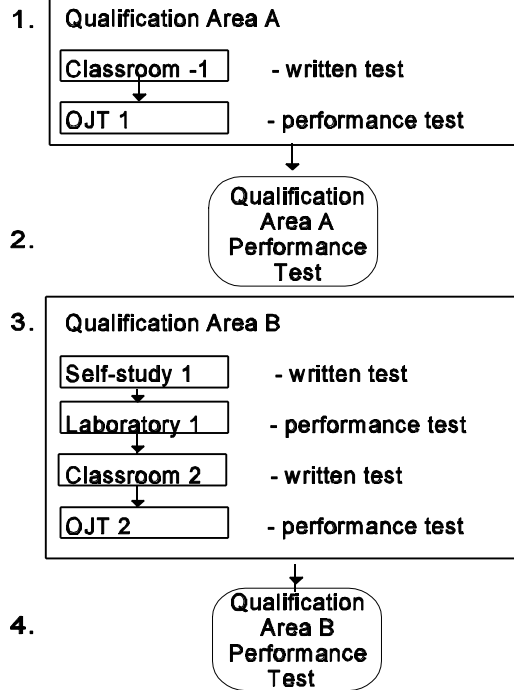 1. Qualification Area A
Classroom -1 - written test
OJT 1 - performance test
Qualification
Area A
2. Performance
Test
3. Qualification Area B
Self-study 1 - written test
Laboratory 1 - performance test
Classroom 2 - written test
OJT 2 - performance test
Qualification
4. Area B
Performance
Test